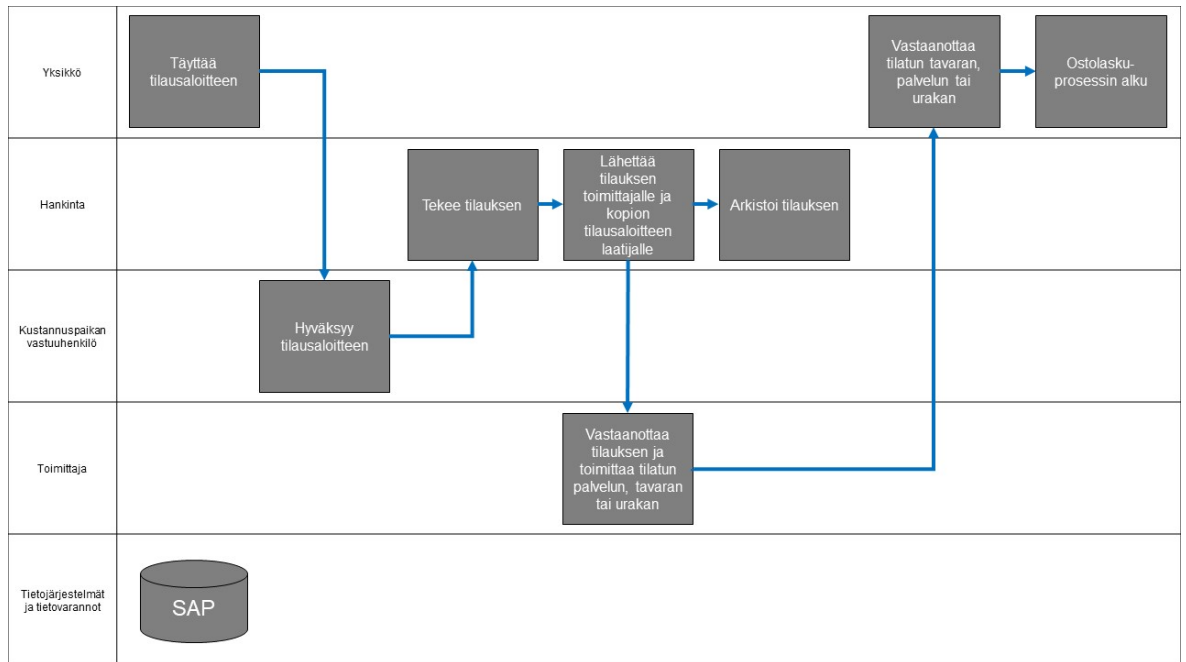 Yksikkö
Täyttää
tilausaloitteen
Vastaanottaa
tilatun tavaran,
palvelun tai
urakan
Ostolasku-
prosessin alku
Hankinta
Tekee tilauksen
Lähettää
tilauksen
toimittajalle ja
kopion
tilausaloitteen
laatijalle
Arkistoi tilauksen
Kustannuspaikan
vastuuhenkilö
Hyväksyy
tilausaloitteen
Toimittaja
Vastaanottaa
tilauksen ja
toimittaa tilatun
palvelun, tavaran
tai urakan
Tietojärjestelmät
ja tietovarannot
SAP